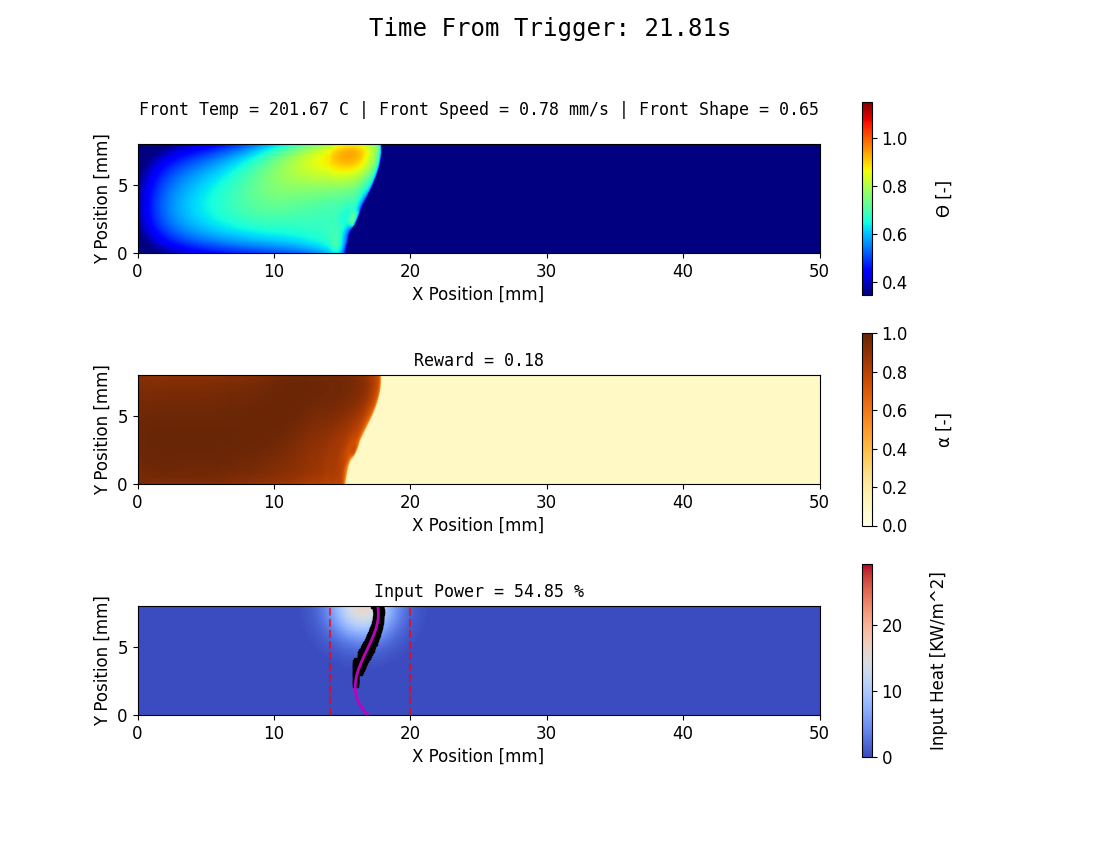 Time From Trigger: 21.81s
Front Temp = 201.67 C | Front Speed = 0.78 mm/s | Front Shape = 0.65
Y Position [mm]
5
0
0 10 20 30 40 50
X Position [mm]
1.0
0.8
0.6
0.4
Θ [-]
Reward = 0.18
Y Position [mm]
5
0
0 10 20 30 40 50
X Position [mm]
1.0
0.8
0.6
0.4
0.2
0.0
α [-]
Input Power = 54.85 %
Y Position [mm]
5
0
0 10 20 30 40 50
X Position [mm]
20
10
0
Input Heat [KW/m^2]